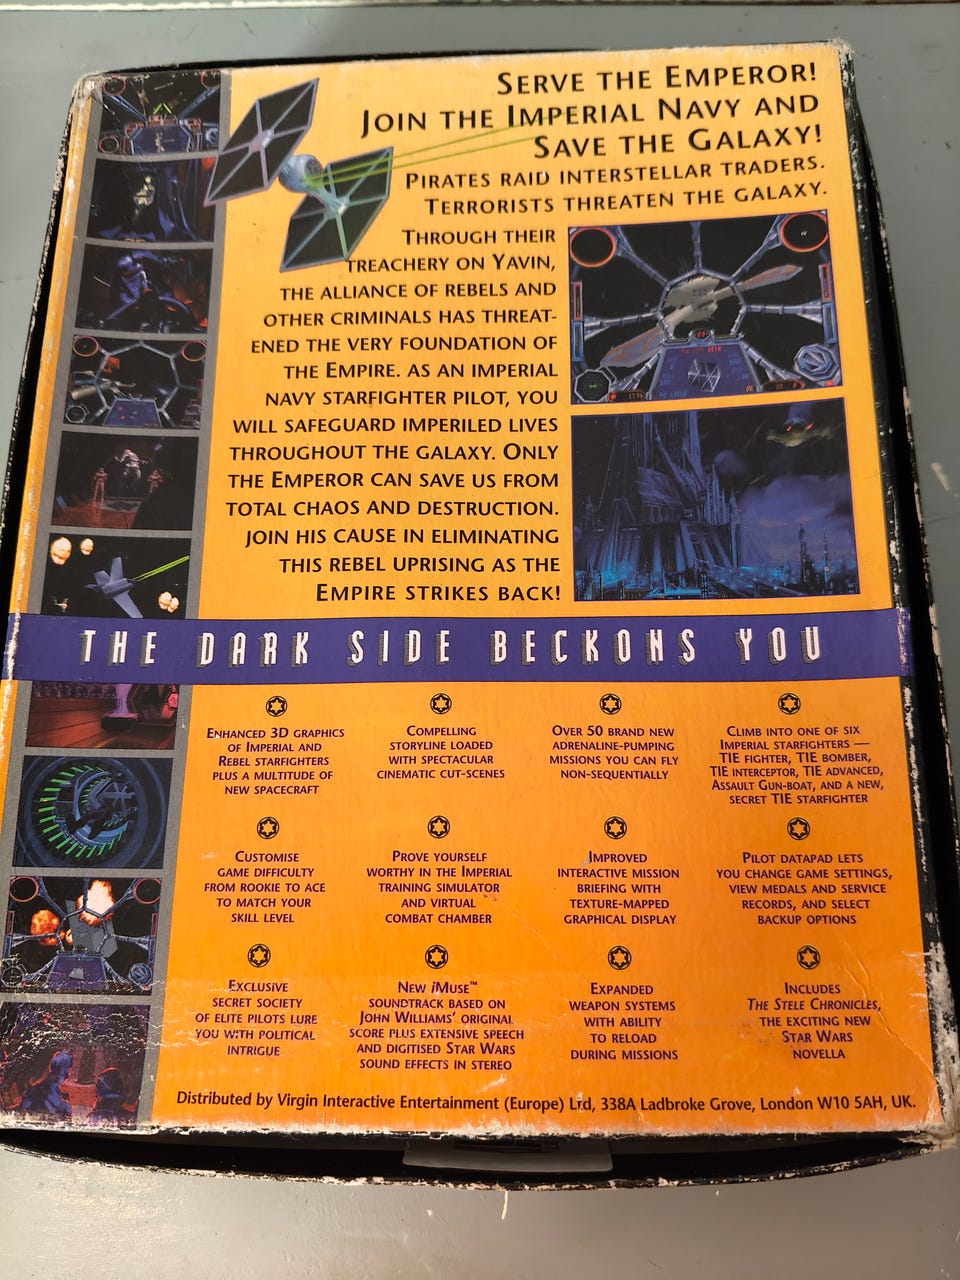 Serve the Emperor!
Join the Imperial Navy and
Save the Galaxy!
Pirates raid interstellar traders.
Terrorists threaten the galaxy.
Through their
treachery on Yavin,
the alliance of rebels and
other criminals has threat-
ened the very foundation of
the Empire. As an imperial
navy starfighter pilot, you
will safeguard imperiled lives
throughout the galaxy. Only
the Emperor can save us from
total chaos and destruction.
Join his cause in eliminating
this rebel uprising as the
Empire strikes back!
THE DARK SIDE BECKONS YOU
Enhanced 3D graphics
of Imperial and
Rebel starfighters
plus a multitude of
new spacecraft
Compelling
storyline loaded
with spectacular
cinematic cut-scenes
Over 50 brand new
adrenaline-pumping
missions you can fly
non-sequentially
Climb into one of six
Imperial starfighters —
TIE fighter, TIE bomber,
TIE interceptor, TIE advanced,
Assault Gun-boat, and a new,
secret TIE starfighter
Customise
game difficulty
from rookie to ace
to match your
skill level
Prove yourself
worthy in the Imperial
training simulator
and virtual
combat chamber
Improved
interactive mission
briefing with
texture-mapped
graphical display
Pilot datapad lets
you change game settings,
view medals and service
records, and select
backup options
Exclusive
secret society
of elite pilots lure
you with political
intrigue
New iMuse™
soundtrack based on
John Williams' original
score plus extensive speech
and digitised Star Wars
sound effects in stereo
Expanded
weapon systems
with ability
to reload
during missions
Includes
The Stele Chronicles,
the exciting new
Star Wars
novella
Distributed by Virgin Interactive Entertainment (Europe) Ltd, 338A Ladbroke Grove, London W10 5AH, UK.